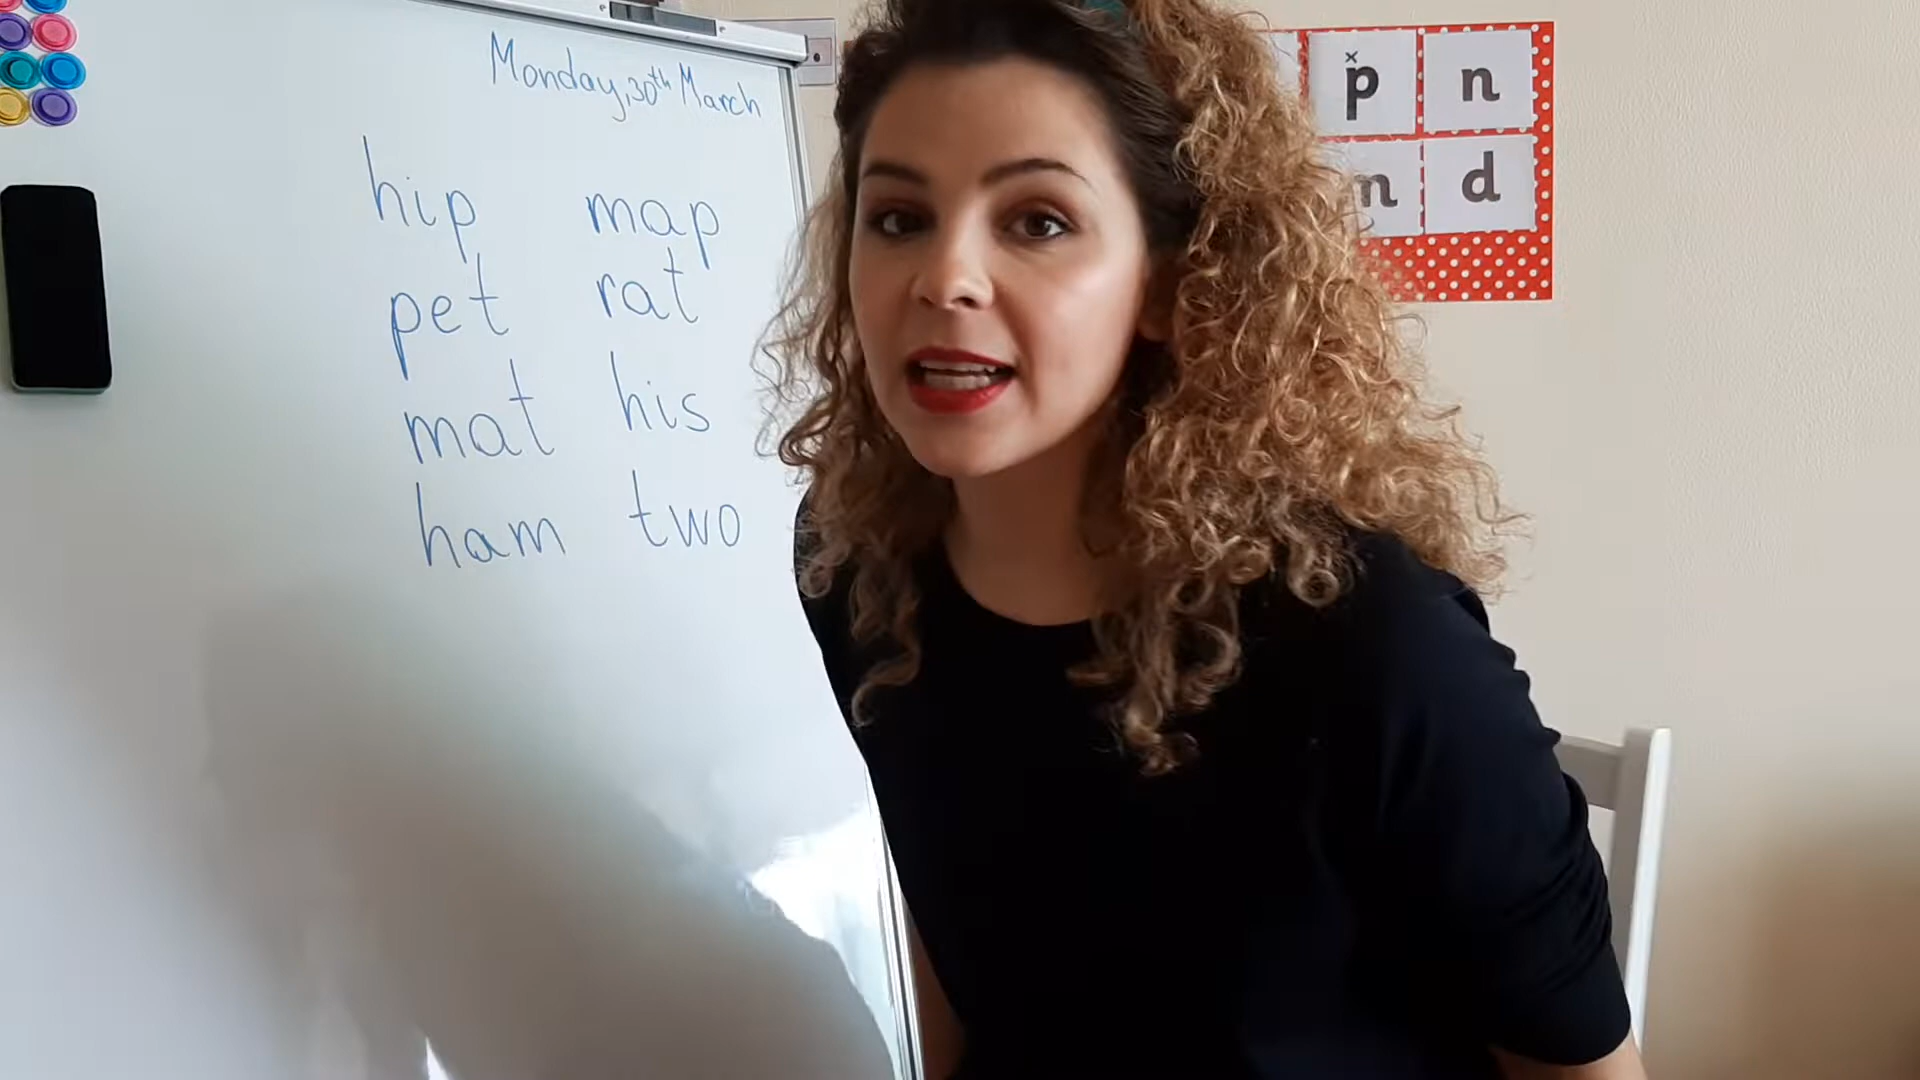 Monday, 30th March
hip map
pet rat
mat his
ham two
p n
n d